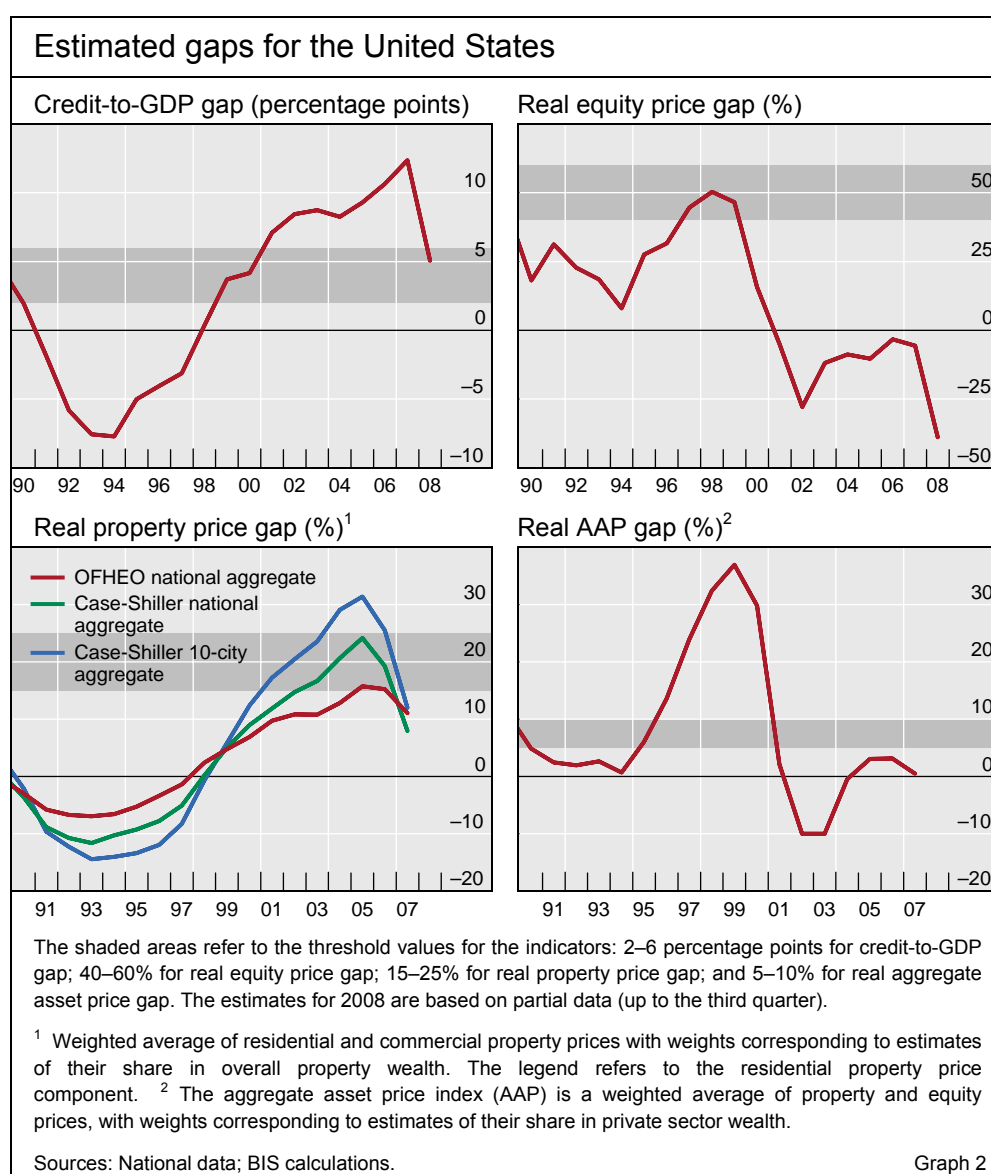 Estimated gaps for the United States
Credit-to-GDP gap (percentage points)
10
5
0
–5
–10
90 92 94 96 98 00 02 04 06 08
Real equity price gap (%)
50
25
0
–25
–50
90 92 94 96 98 00 02 04 06 08
Real property price gap (%)1
OFHEO national aggregate
Case-Shiller national
aggregate
Case-Shiller 10-city
aggregate
30
20
10
0
–10
–20
91 93 95 97 99 01 03 05 07
Real AAP gap (%)2
30
20
10
0
–10
–20
91 93 95 97 99 01 03 05 07
The shaded areas refer to the threshold values for the indicators: 2–6 percentage points for credit-to-GDP
gap; 40–60% for real equity price gap; 15–25% for real property price gap; and 5–10% for real aggregate
asset price gap. The estimates for 2008 are based on partial data (up to the third quarter).
1 Weighted average of residential and commercial property prices with weights corresponding to estimates
of their share in overall property wealth. The legend refers to the residential property price
component. 2 The aggregate asset price index (AAP) is a weighted average of property and equity
prices, with weights corresponding to estimates of their share in private sector wealth.
Sources: National data; BIS calculations. Graph 2